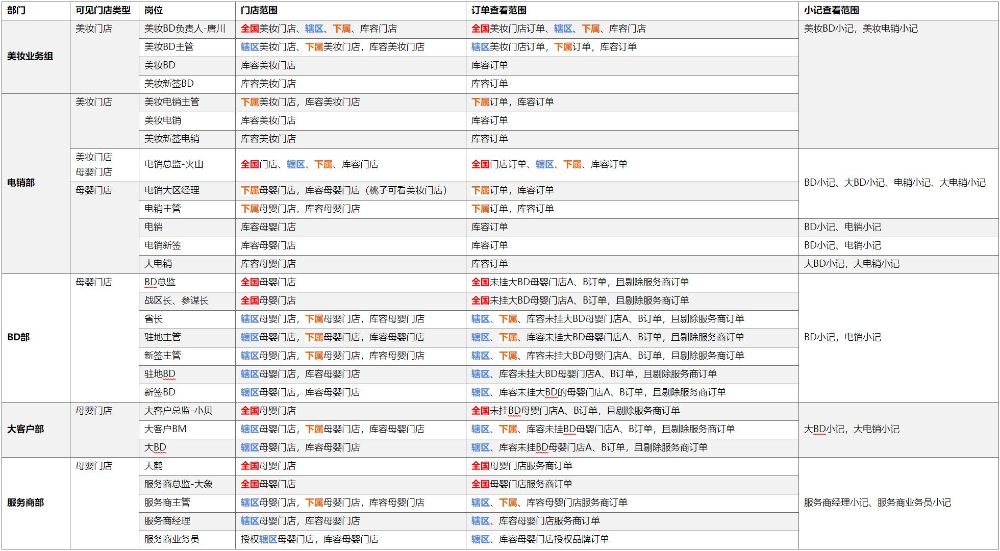 部门 可见门店类型 岗位 门店范围 订单查看范围 小记查看范围
美妆业务组 美妆门店 美妆BD负责人-唐川 全国美妆门店、辖区、下属、库容门店 全国美妆门店订单、辖区、下属、库容门店 美妆BD小记，美妆电销小记
美妆BD主管 辖区美妆门店、下属美妆门店，库容美妆门店 辖区美妆门店订单，下属订单，库容订单
美妆BD 库容美妆门店 库容订单
美妆新签BD 库容美妆门店 库容订单
电销部 美妆门店 美妆电销主管 下属美妆门店，库容美妆门店 下属订单，库容订单
美妆电销 库容美妆门店 库容订单
美妆新签电销 库容美妆门店 库容订单
美妆门店
母婴门店 电销总监-火山 全国门店、辖区、下属、库容门店 全国门店订单、辖区、下属、库容订单 BD小记、大BD小记、电销小记、大电销小记
母婴门店 电销大区经理 下属母婴门店，库容母婴门店（桃子可看美妆门店） 下属订单，库容订单
电销主管 下属母婴门店，库容母婴门店 下属订单，库容订单
电销 库容母婴门店 库容订单 BD小记、电销小记
电销新签 库容母婴门店 库容订单 BD小记、电销小记
大电销 库容母婴门店 库容订单 大BD小记，大电销小记
BD部 母婴门店 BD总监 全国母婴门店 全国未挂大BD母婴门店A、B订单，且剔除服务商订单 BD小记，电销小记
战区长、参谋长 全国母婴门店 全国未挂大BD母婴门店A、B订单，且剔除服务商订单
省长 辖区母婴门店，下属母婴门店，库容母婴门店 辖区、下属、库容未挂大BD母婴门店A、B订单，且剔除服务商订单
驻地主管 辖区母婴门店，下属母婴门店，库容母婴门店 辖区、下属、库容未挂大BD母婴门店A、B订单，且剔除服务商订单
新签主管 辖区母婴门店，下属母婴门店，库容母婴门店 辖区、下属、库容未挂大BD母婴门店A、B订单，且剔除服务商订单
驻地BD 辖区母婴门店，库容母婴门店 辖区、库容未挂大BD母婴门店A、B订单，且剔除服务商订单
新签BD 辖区母婴门店，库容母婴门店 辖区、库容未挂大BD的母婴门店A、B订单，且剔除服务商订单
大客户部 母婴门店 大客户总监-小贝 全国母婴门店 全国未挂BD母婴门店A、B订单，且剔除服务商订单 大BD小记，大电销小记
大客户BM 辖区母婴门店，下属母婴门店，库容母婴门店 辖区、下属、库容未挂BD母婴门店A、B订单，且剔除服务商订单
大BD 辖区母婴门店，库容母婴门店 辖区、库容未挂BD母婴门店A、B订单，且剔除服务商订单
服务商部 母婴门店 天鹤 全国母婴门店 全国母婴门店服务商订单 服务商经理小记、服务商业务员小记
服务商总监-大象 全国母婴门店 全国母婴门店服务商订单
服务商主管 辖区母婴门店，下属母婴门店，库容母婴门店 辖区、下属、库容母婴门店服务商订单
服务商经理 辖区母婴门店，库容母婴门店 辖区、库容母婴门店服务商订单
服务商业务员 授权辖区母婴门店，库容母婴门店 辖区、库容母婴门店授权品牌订单